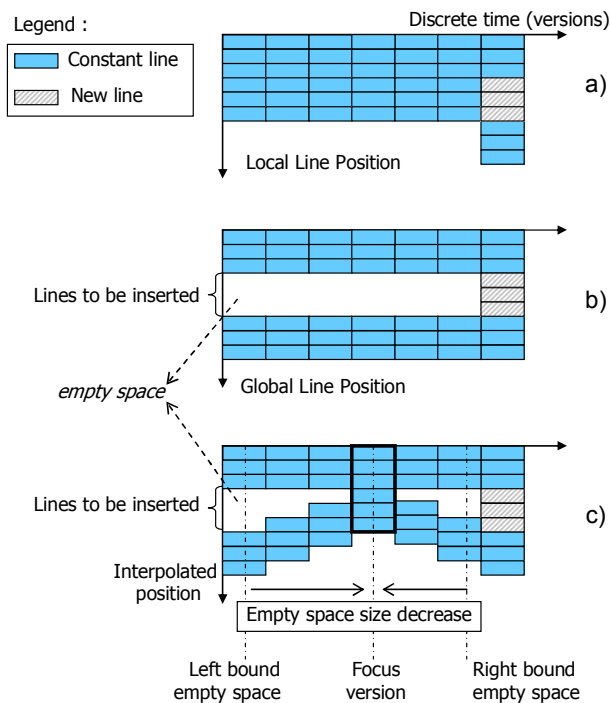 Legend :
Discrete time (versions)
Constant line
New line
a)
Local Line Position
Lines to be inserted
b)
empty space
Global Line Position
Lines to be inserted
c)
Interpolated
position
Empty space size decrease
Left bound
empty space
Focus
version
Right bound
empty space